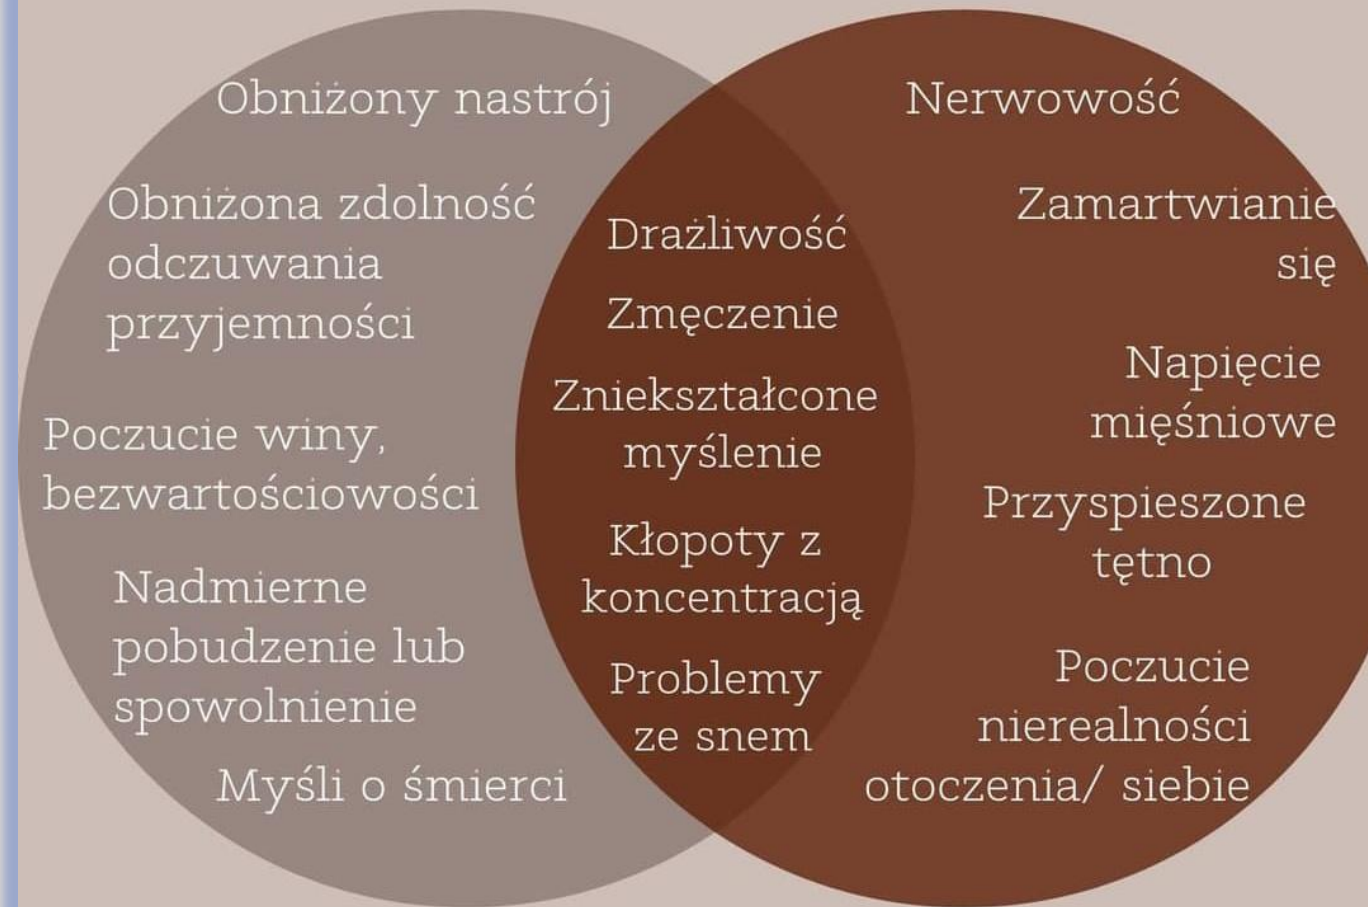 Obniżony nastrój
Obniżona zdolność
odczuwania
przyjemności
Poczucie winy,
bezwartościowości
Nadmierne
pobudzenie lub
spowolnienie
Myśli o śmierci
Drażliwość
Zmęczenie
Zniekształcone
myślenie
Kłopoty z
koncentracją
Problemy
ze snem
Nerwowość
Zamartwianie
się
Napięcie
mięśniowe
Przyspieszone
tętno
Poczucie
nierealności
otoczenia/ siebie